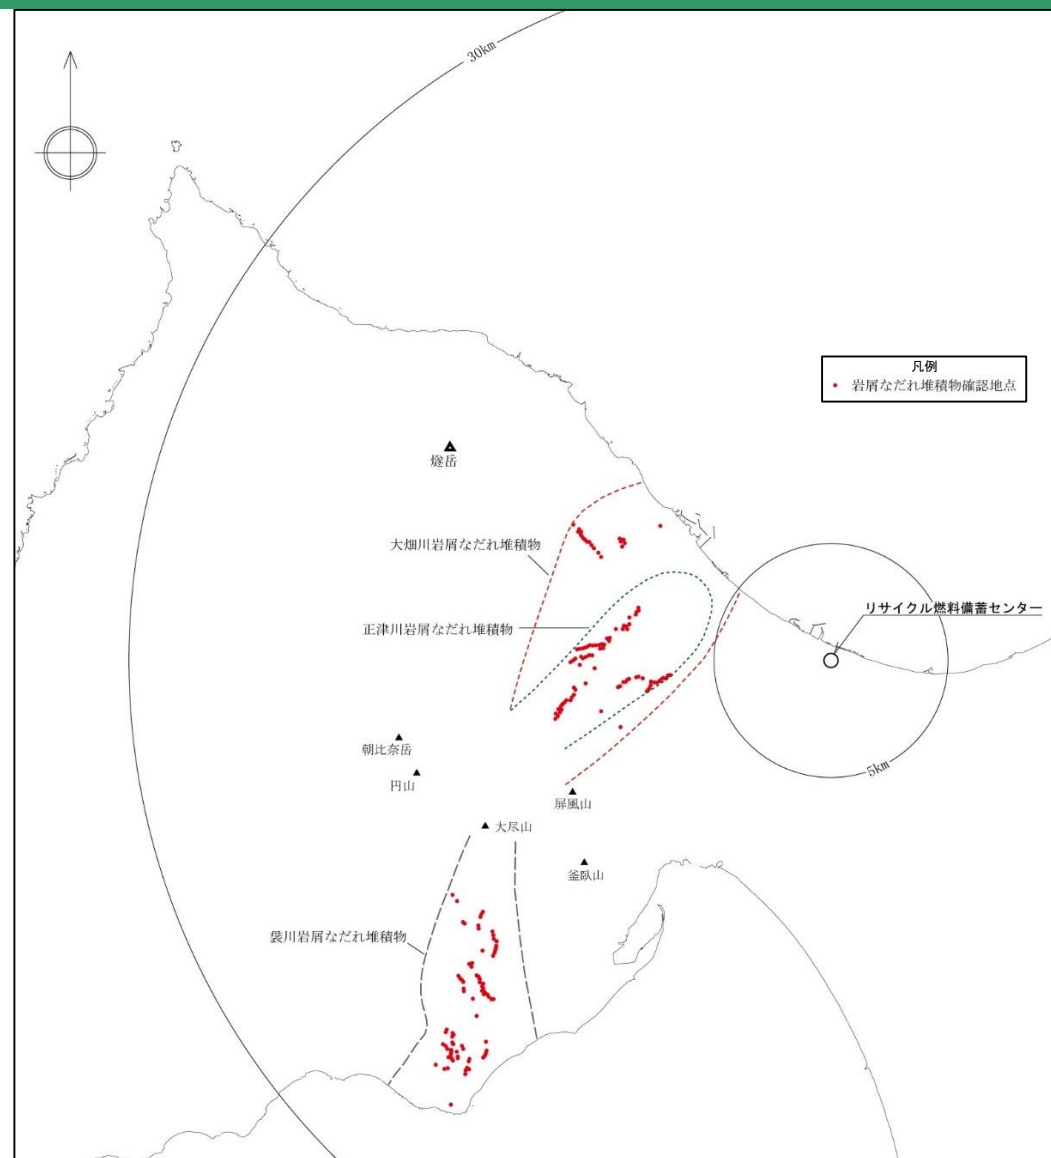 30km
凡例
岩屑なだれ堆積物確認地点
燧岳
大畑川岩屑なだれ堆積物
リサイクル燃料備蓄センター
正津川岩屑なだれ堆積物
朝比奈岳
5km
円山
屏風山
大尽山
釜臥山
袋川岩屑なだれ堆積物